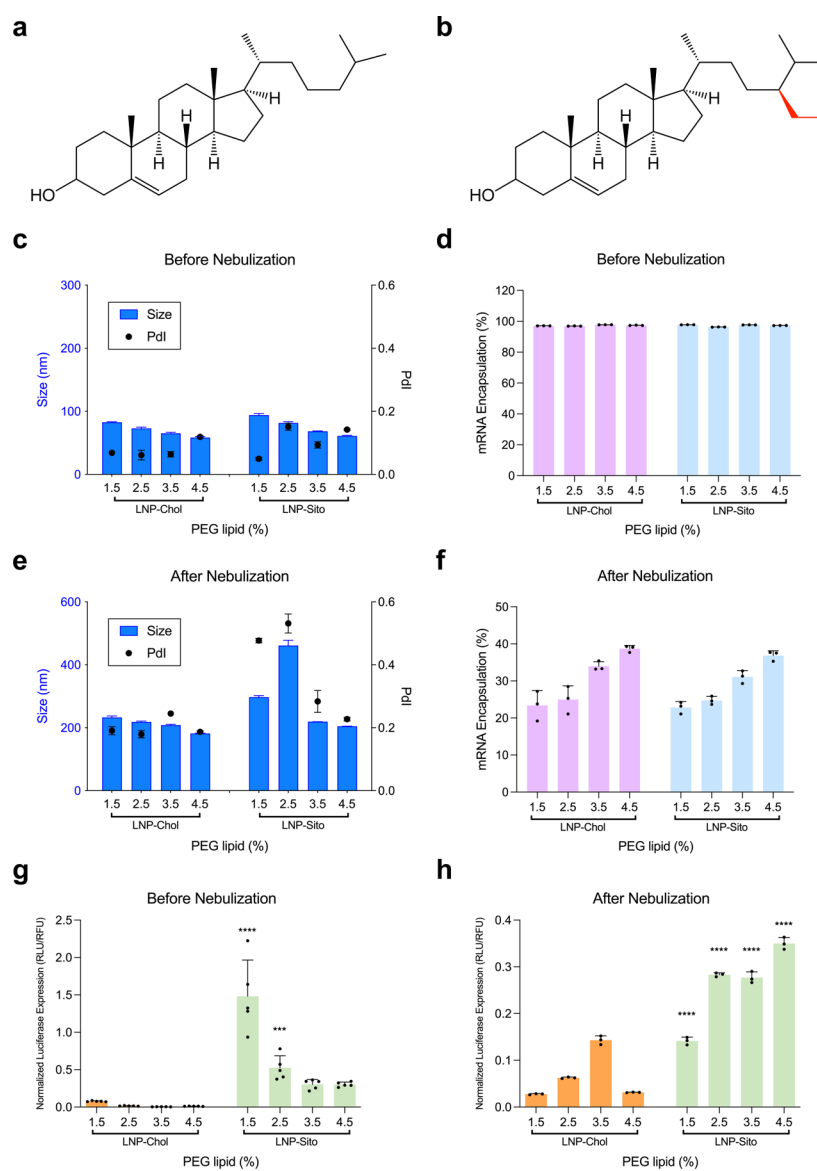 a
b
HO
H
H
H
H
HO
H
H
H
H
c
Before Nebulization
Size (nm)
300
200
100
0
Size
PdI
0.6
0.4
0.2
0.0
PdI
1.5 2.5 3.5 4.5 1.5 2.5 3.5 4.5
LNP-Chol LNP-Sito
PEG lipid (%)
d
Before Nebulization
mRNA Encapsulation (%)
120
100
80
60
40
20
0
1.5 2.5 3.5 4.5 1.5 2.5 3.5 4.5
LNP-Chol LNP-Sito
PEG lipid (%)
e
After Nebulization
Size (nm)
600
400
200
0
Size
PdI
0.6
0.4
0.2
0.0
PdI
1.5 2.5 3.5 4.5 1.5 2.5 3.5 4.5
LNP-Chol LNP-Sito
PEG lipid (%)
f
After Nebulization
mRNA Encapsulation (%)
50
40
30
20
10
0
1.5 2.5 3.5 4.5 1.5 2.5 3.5 4.5
LNP-Chol LNP-Sito
PEG lipid (%)
g
Before Nebulization
Normalized Luciferase Expression (RLU/RFU)
2.5
2.0
1.5
1.0
0.5
0.0
****
***
1.5 2.5 3.5 4.5 1.5 2.5 3.5 4.5
LNP-Chol LNP-Sito
PEG lipid (%)
h
After Nebulization
Normalized Luciferase Expression (RLU/RFU)
0.4
0.3
0.2
0.1
0.0
****
****
****
****
1.5 2.5 3.5 4.5 1.5 2.5 3.5 4.5
LNP-Chol LNP-Sito
PEG lipid (%)